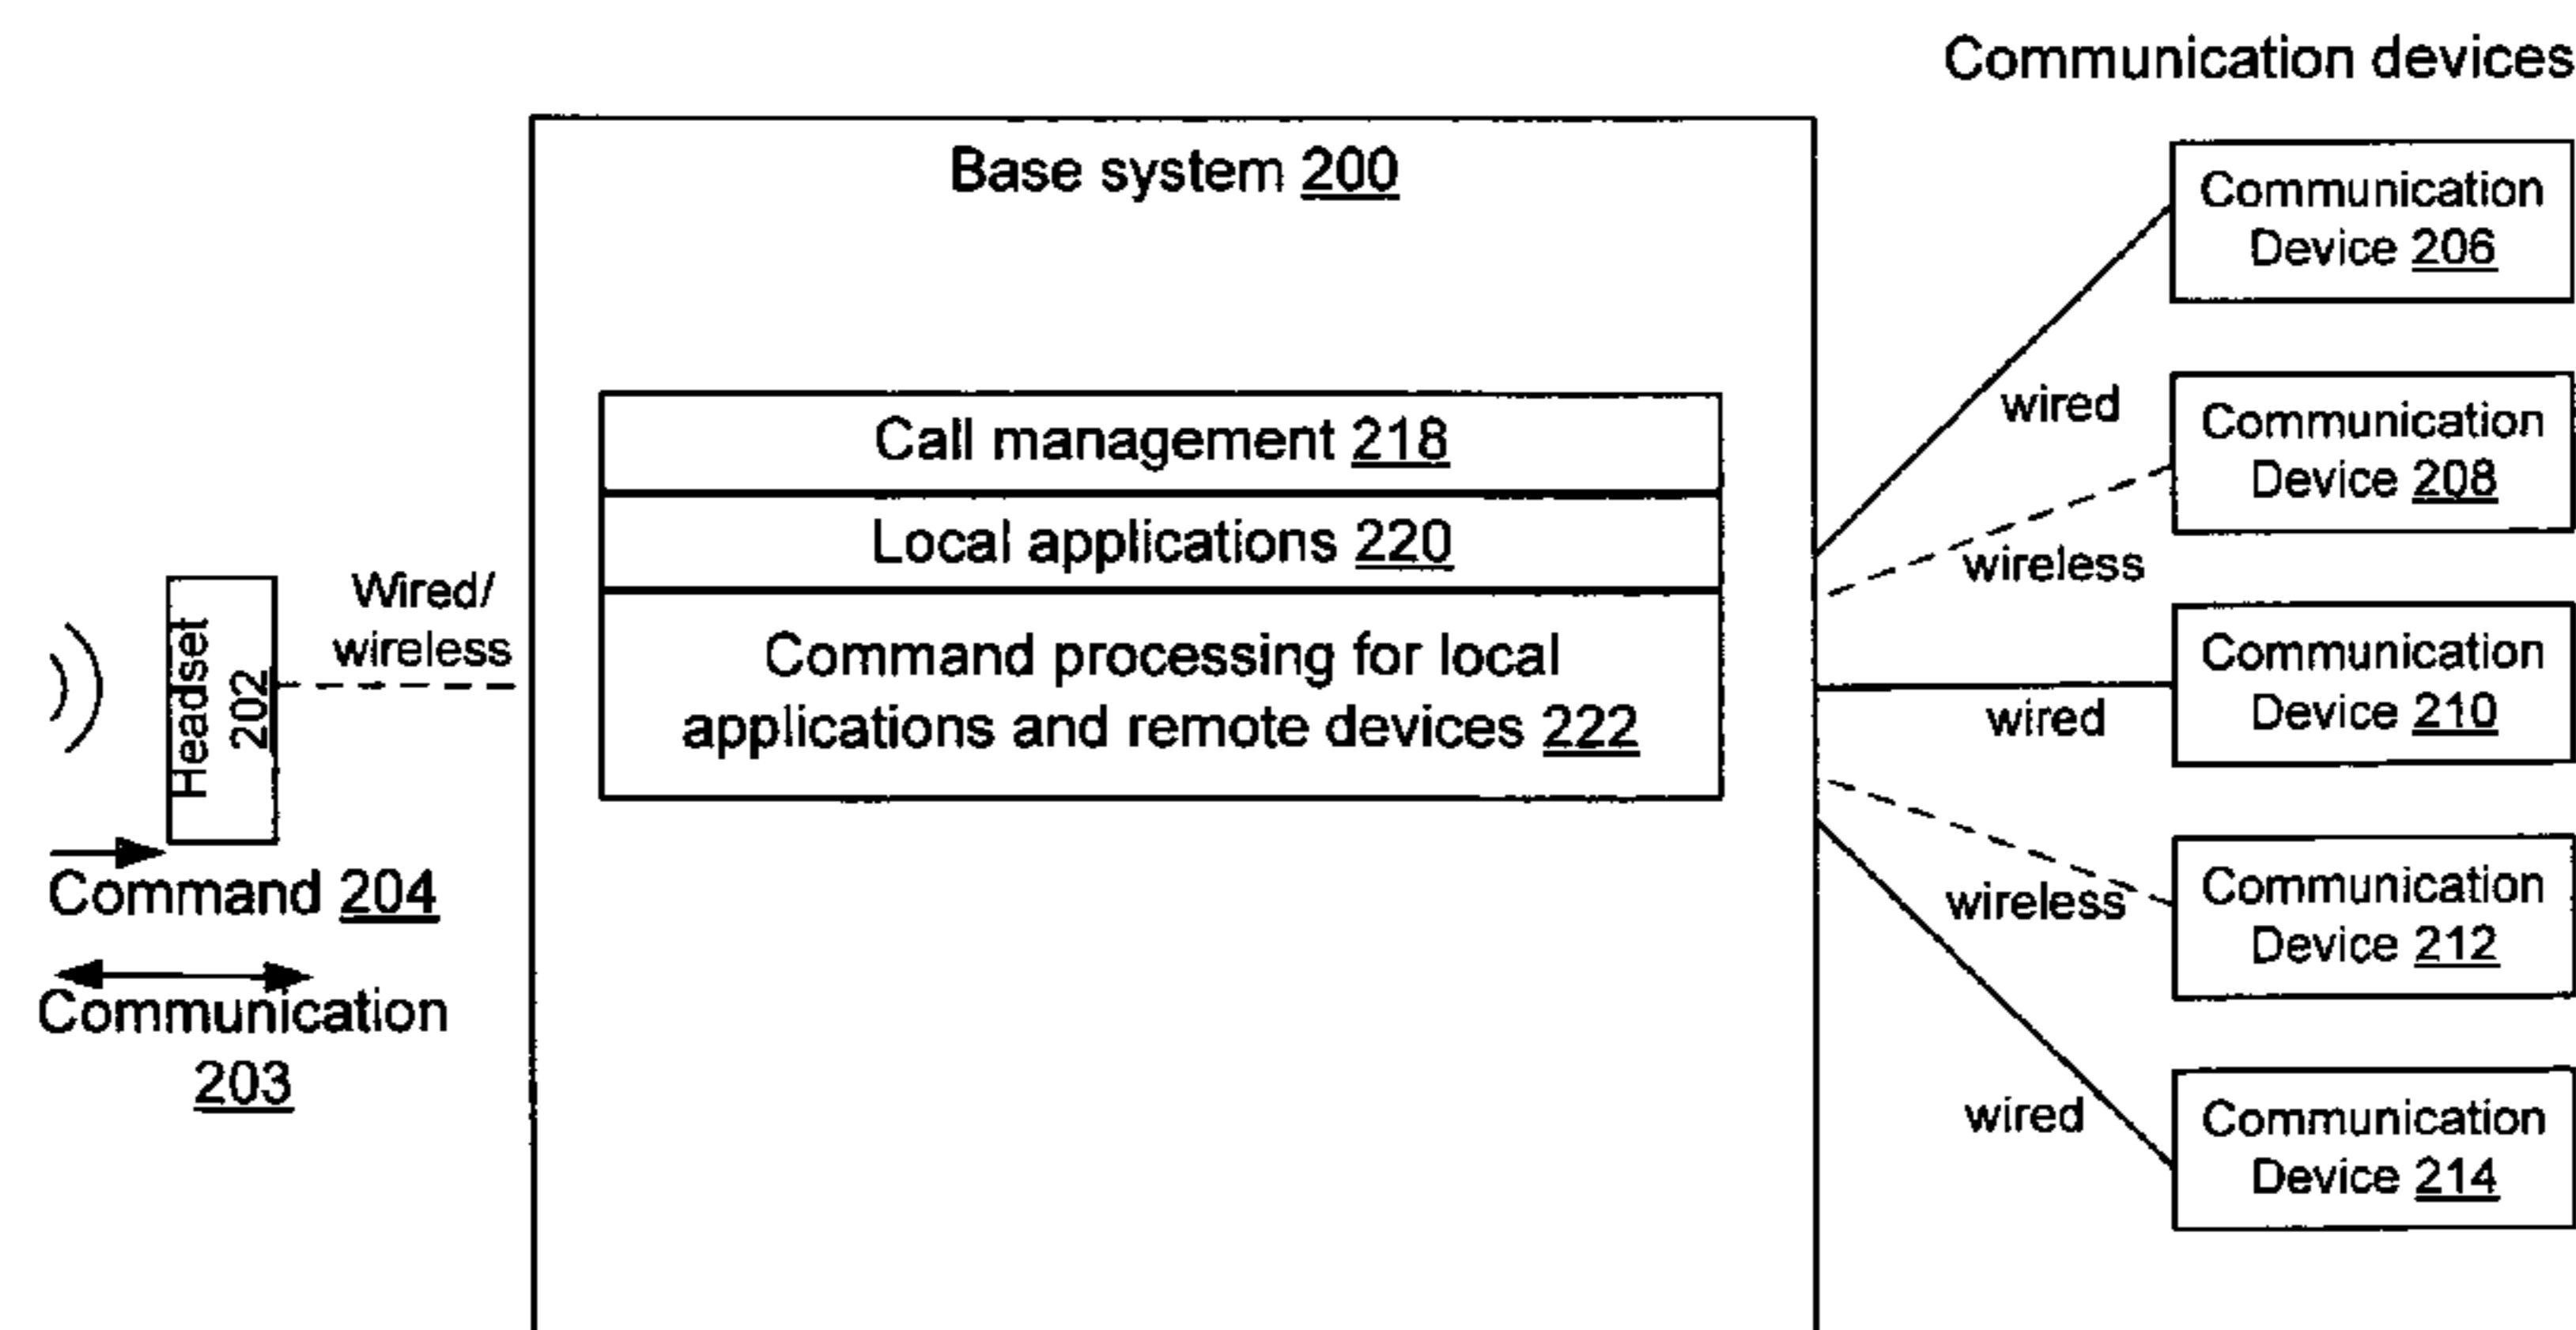 Communication devices
Base system 200
Call management 218
Local applications 220
Command processing for local
applications and remote devices 222
Wired/
wireless
Headset
202
Command 204
Communication
203
Communication
Device 206
wired
Communication
Device 208
wireless
Communication
Device 210
wired
Communication
Device 212
wireless
Communication
Device 214
wired